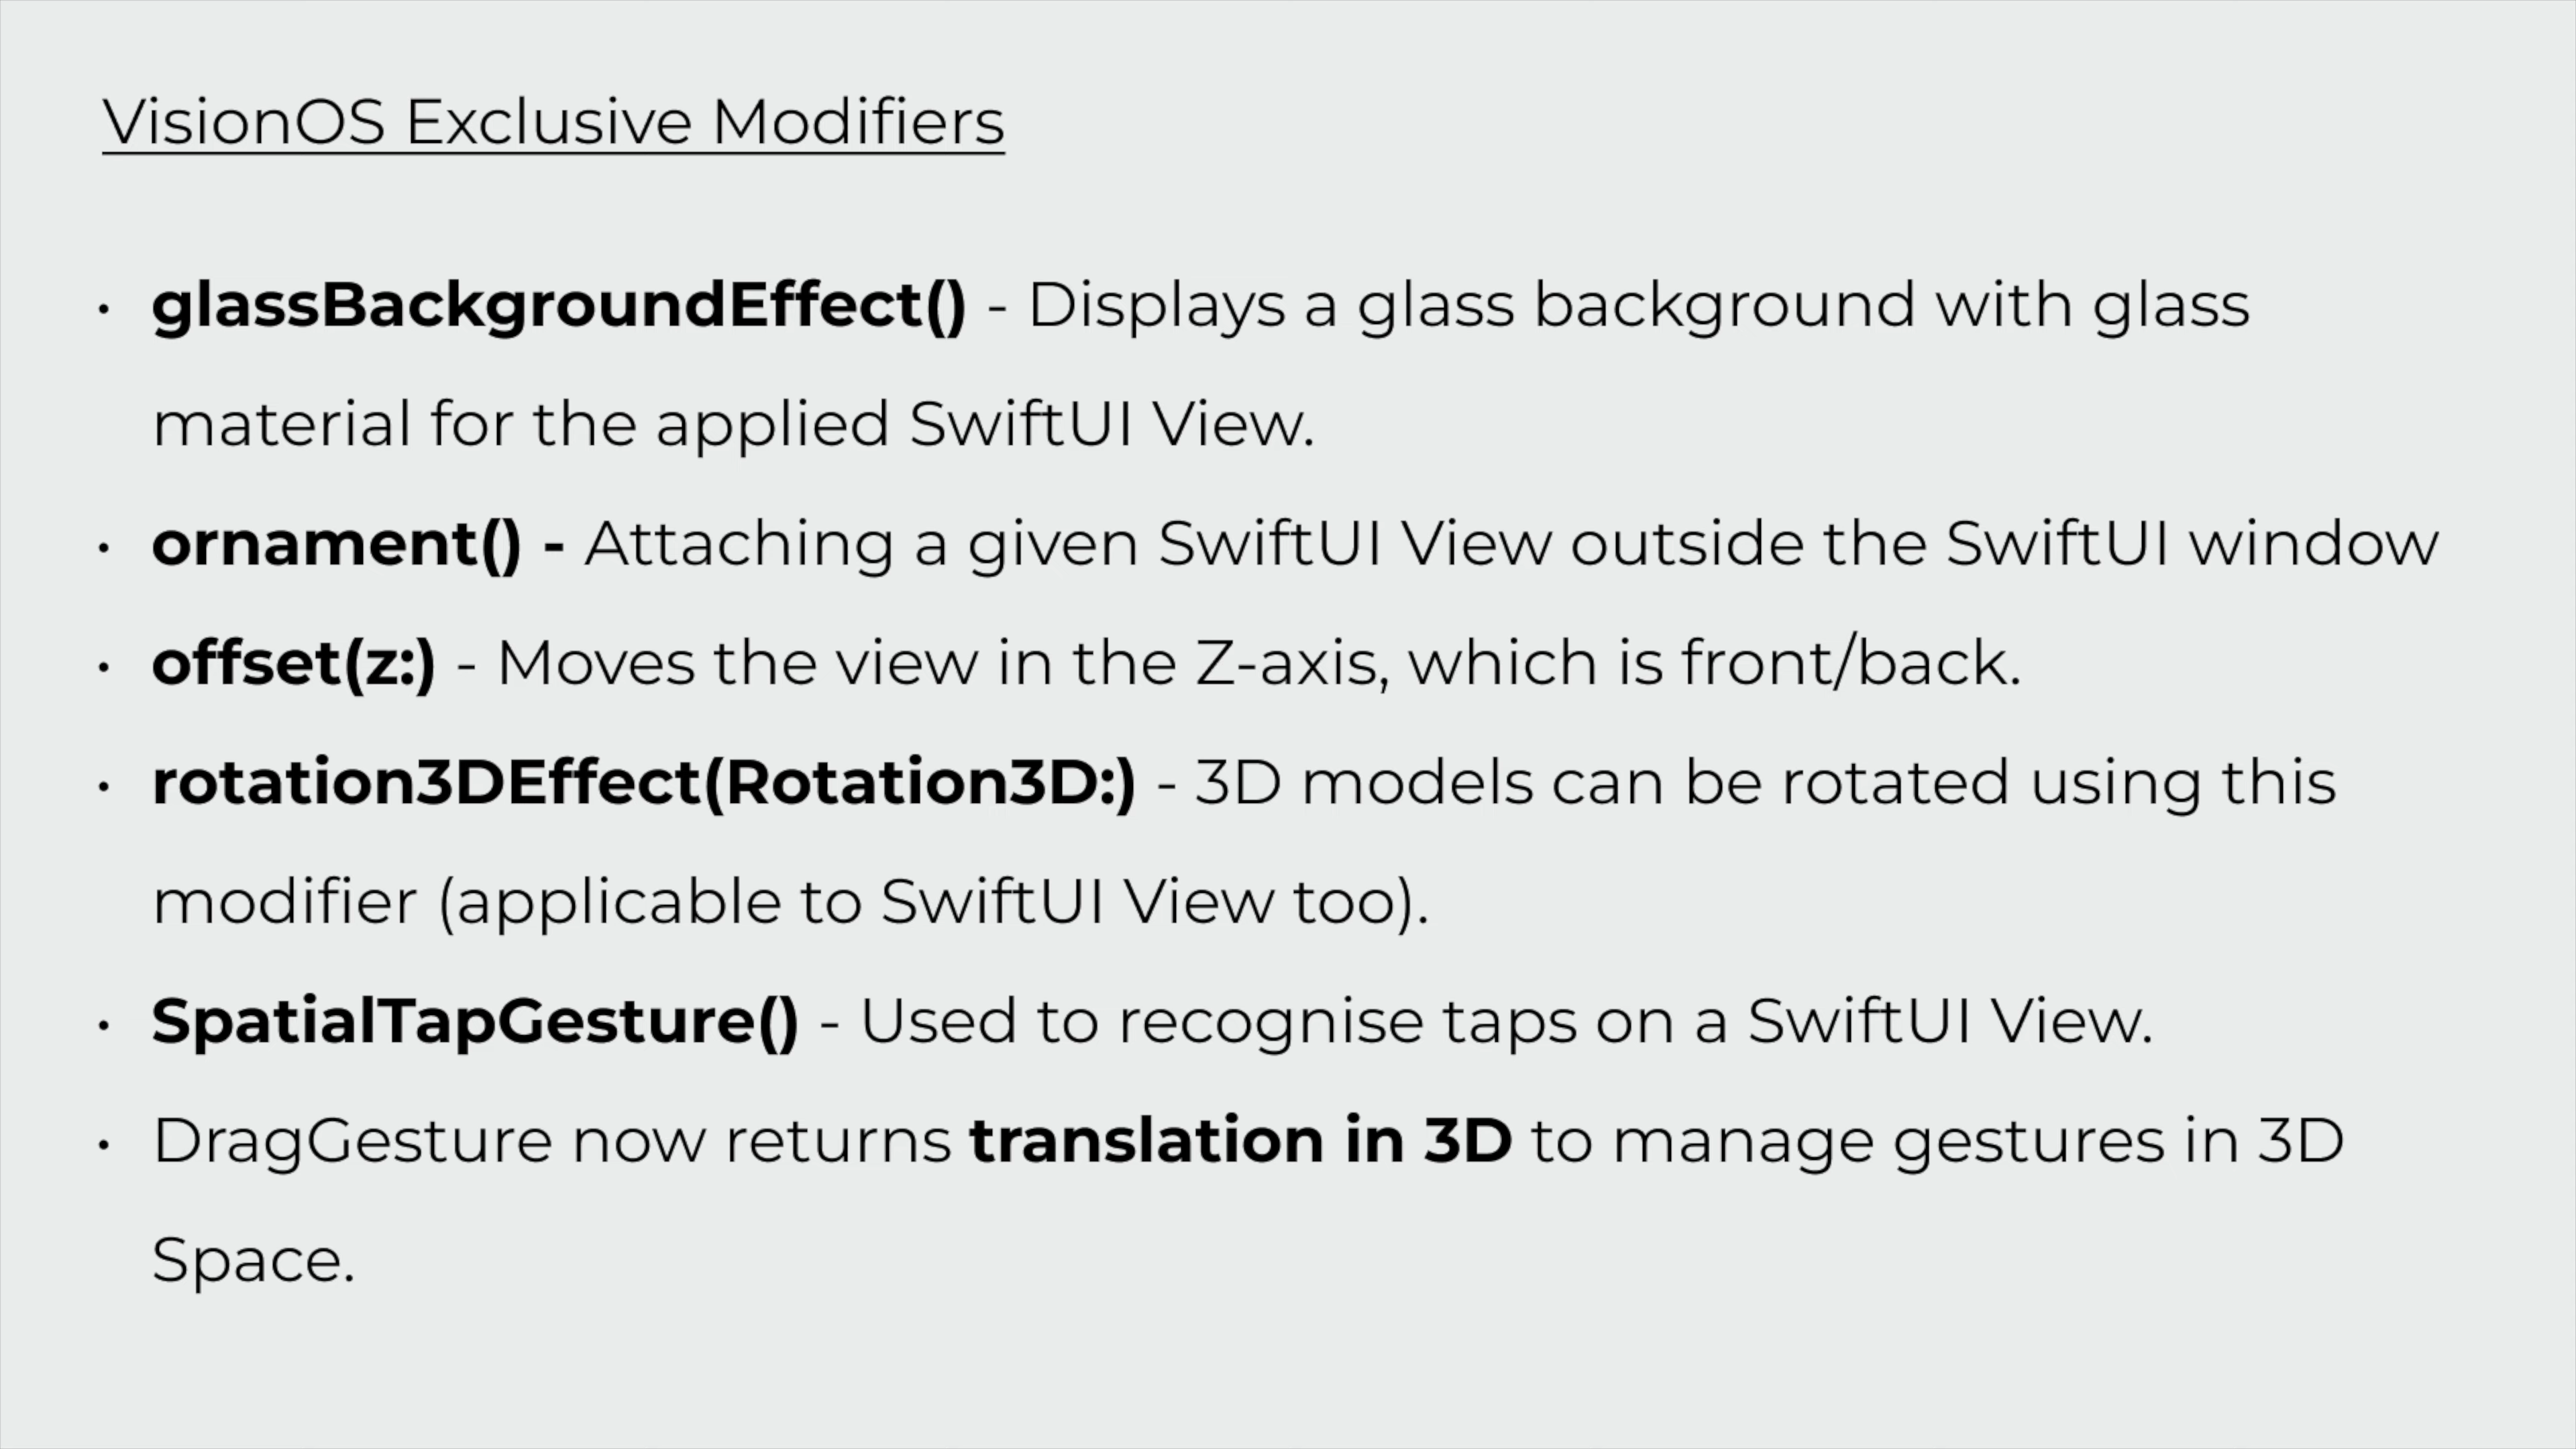 VisionOS Exclusive Modifiers
• glassBackgroundEffect() - Displays a glass background with glass
material for the applied SwiftUI View.
• ornament() - Attaching a given SwiftUI View outside the SwiftUI window
• offset(z:) - Moves the view in the Z-axis, which is front/back.
• rotation3DEffect(Rotation3D:) - 3D models can be rotated using this
modifier (applicable to SwiftUI View too).
• SpatialTapGesture() - Used to recognise taps on a SwiftUI View.
• DragGesture now returns translation in 3D to manage gestures in 3D
Space.